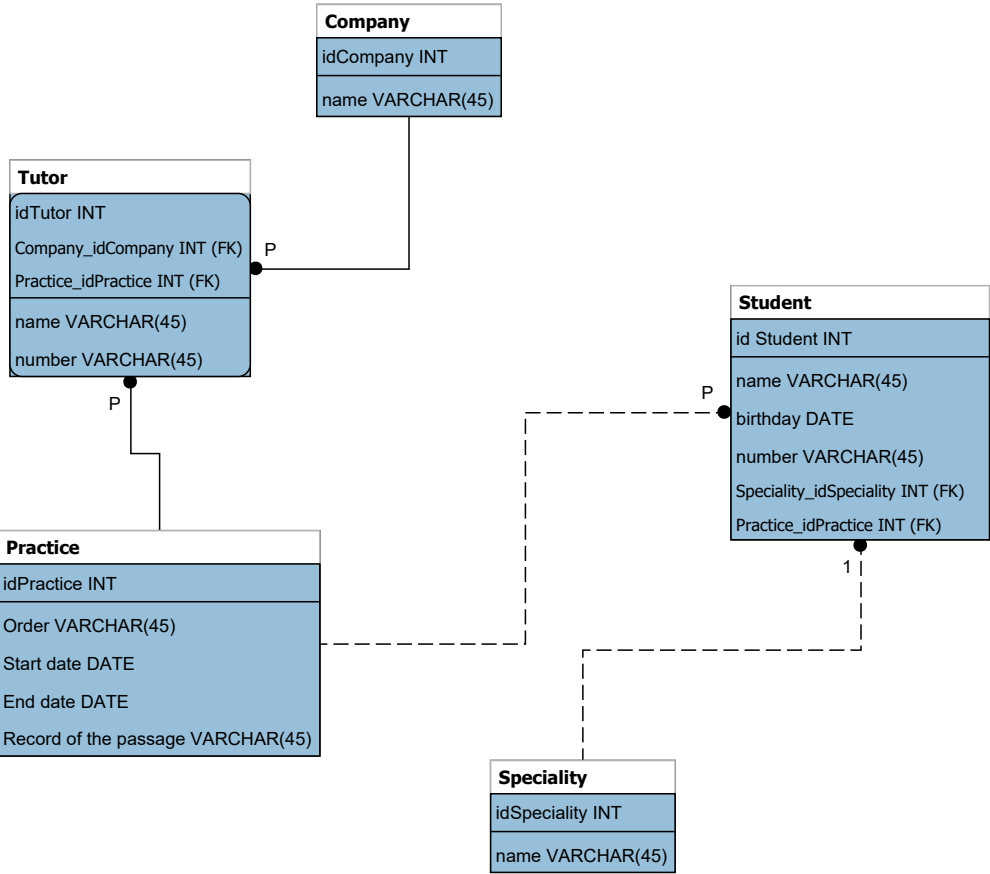 Company
idCompany INT
name VARCHAR(45)
Tutor
idTutor INT
Company_idCompany INT (FK)
Practice_idPractice INT (FK)
name VARCHAR(45)
number VARCHAR(45)
P
P
Student
id Student INT
name VARCHAR(45)
birthday DATE
number VARCHAR(45)
Speciality_idSpeciality INT (FK)
Practice_idPractice INT (FK)
P
1
Practice
idPractice INT
Order VARCHAR(45)
Start date DATE
End date DATE
Record of the passage VARCHAR(45)
Speciality
idSpeciality INT
name VARCHAR(45)